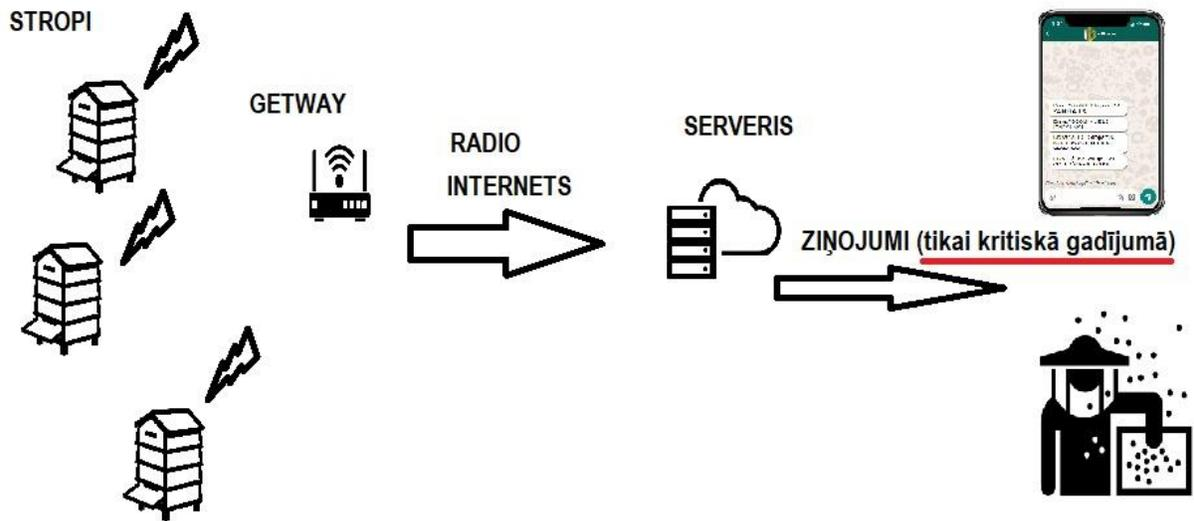 STROPI
GETWAY
RADIO
INTERNETS
SERVERIS
ZIŅOJUMI (tikai kritiskā gadījumā)